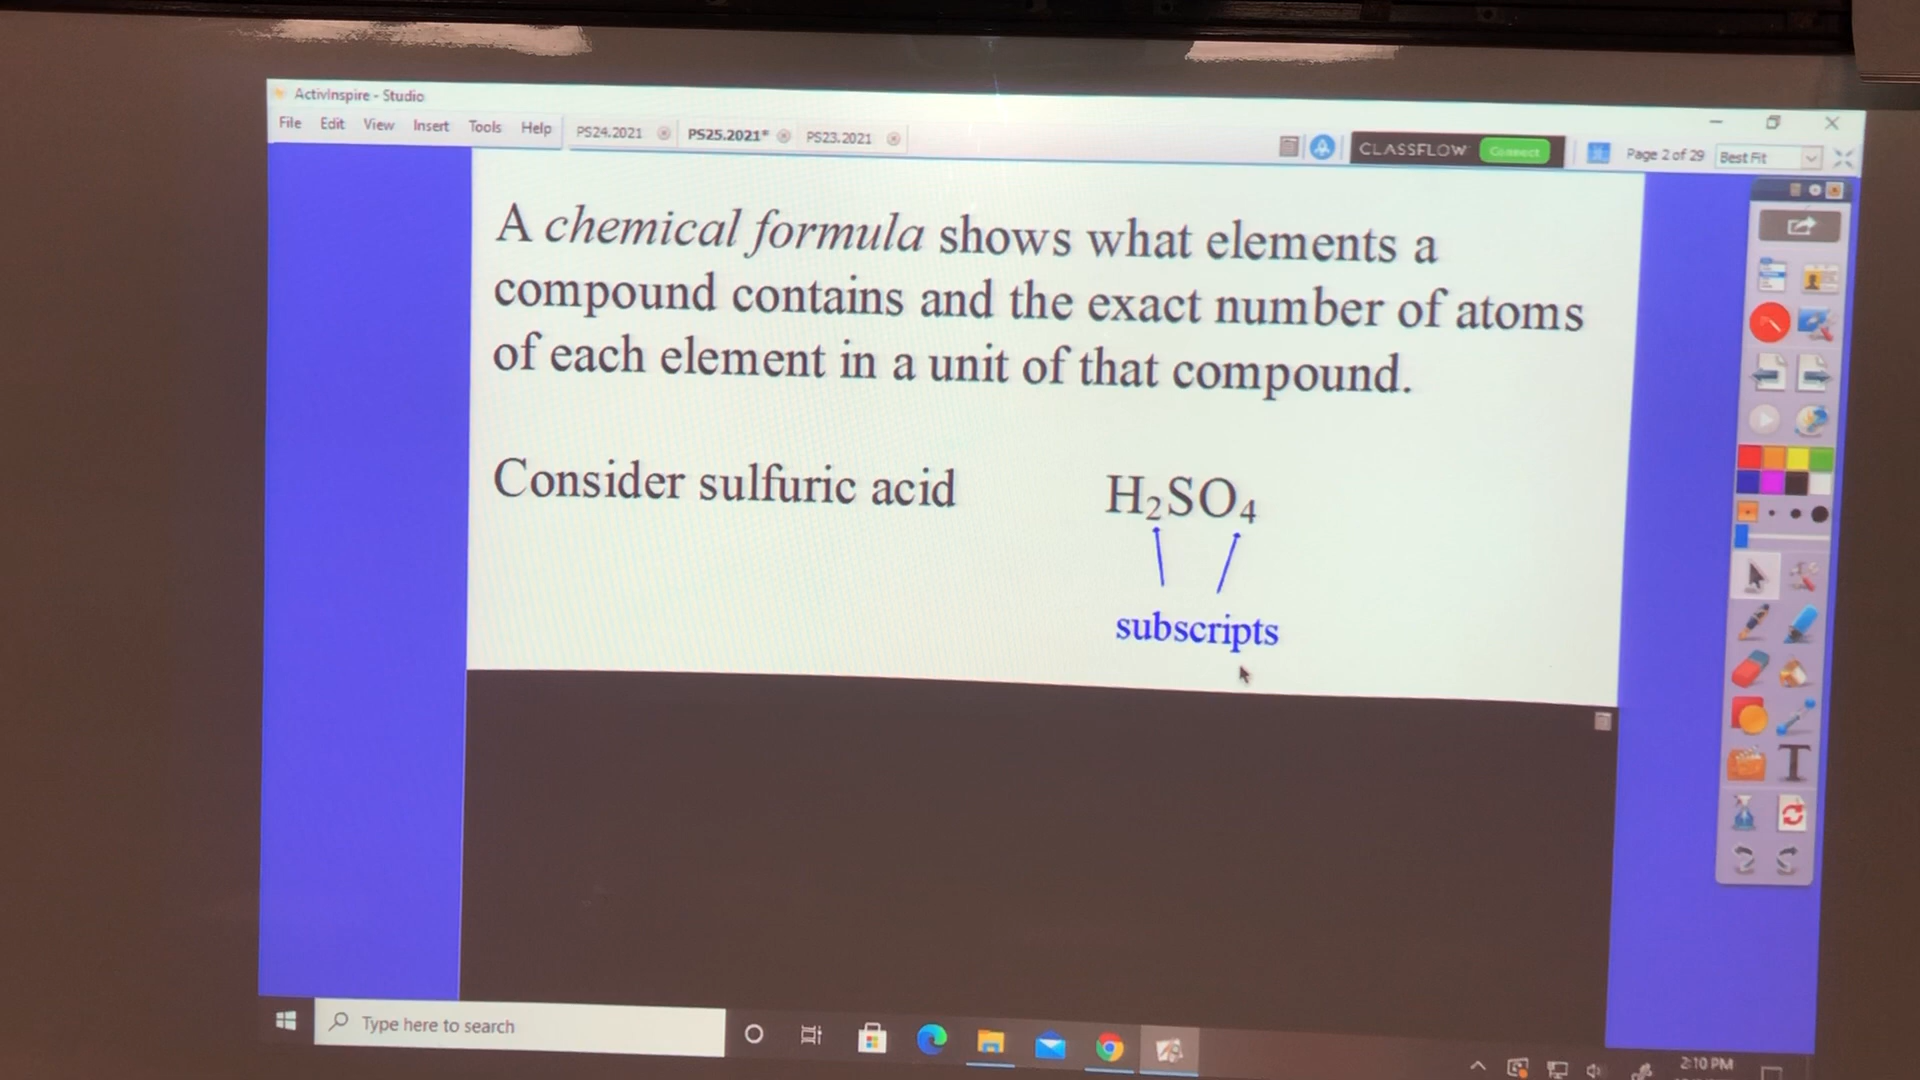 ActivInspire - Studio
File Edit View Insert Tools Help
PS24.2021 PS25.2021* PS23.2021
CLASSFLOW Connect
Page 2 of 29 Best Fit
A chemical formula shows what elements a
compound contains and the exact number of atoms
of each element in a unit of that compound.
Consider sulfuric acid H₂SO₄
subscripts
T
Type here to search
2:10 PM